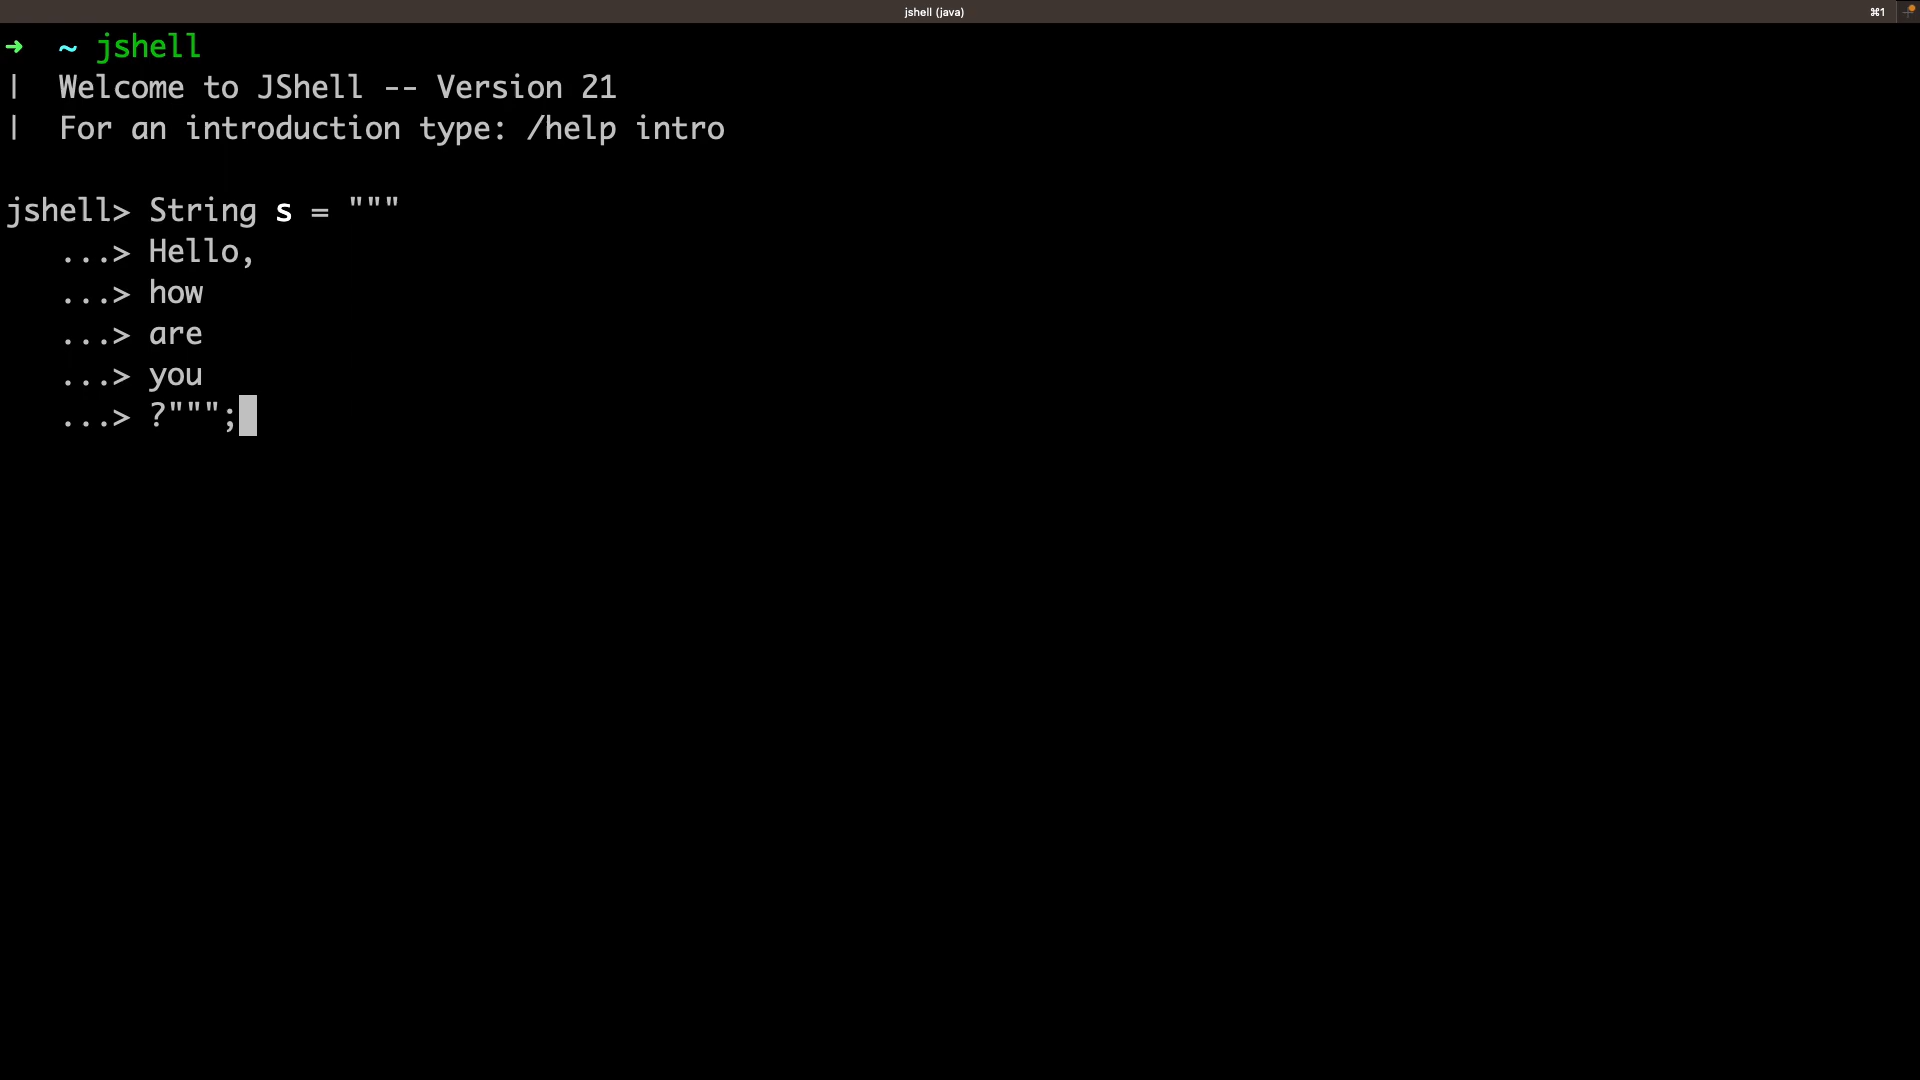 jshell (java)
⌘1
➜  ~ jshell
|  Welcome to JShell -- Version 21
|  For an introduction type: /help intro

jshell> String s = """
   ...> Hello,
   ...> how
   ...> are
   ...> you
   ...> ?""";